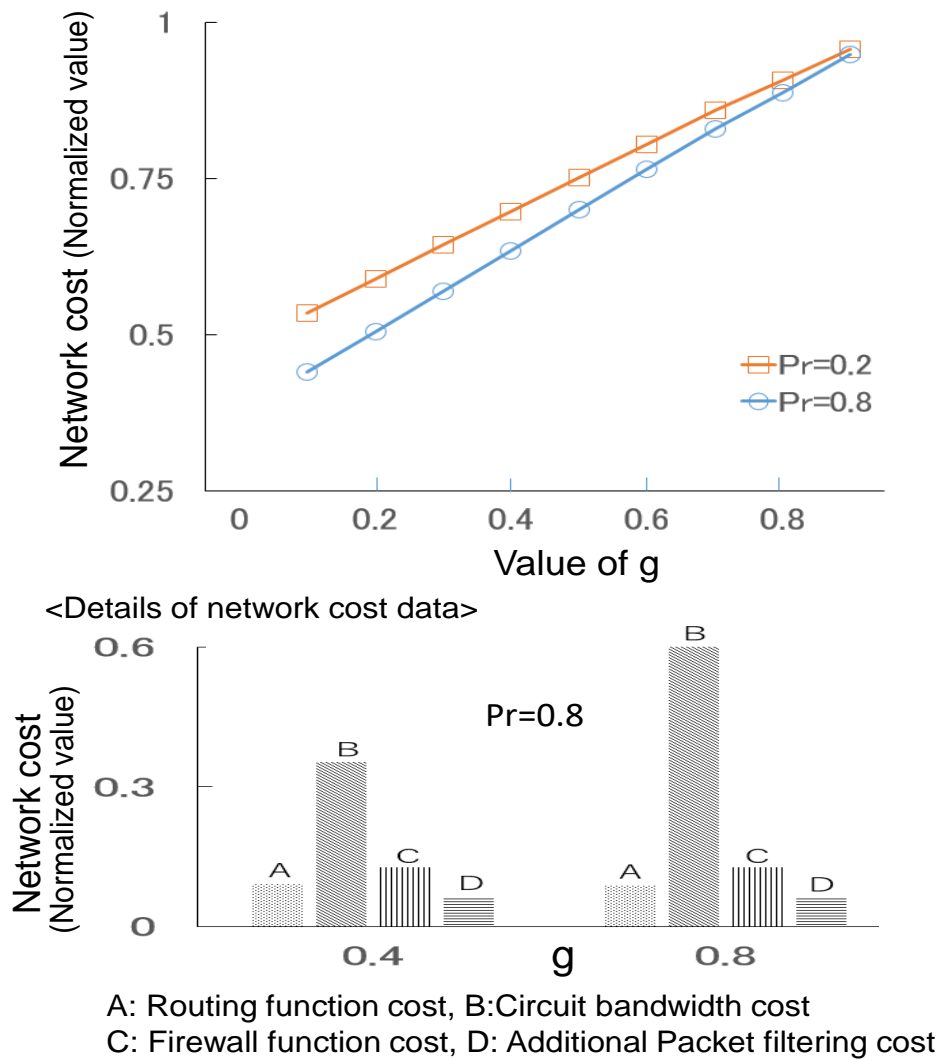 Network cost (Normalized value)
1
0.75
0.5
0.25
Pr=0.2
Pr=0.8
0 0.2 0.4 0.6 0.8
Value of g
<Details of network cost data>
Network cost
(Normalized value)
0.6
0.3
0
Pr=0.8
A B C D A B C D
0.4 g 0.8
A: Routing function cost, B:Circuit bandwidth cost
C: Firewall function cost, D: Additional Packet filtering cost